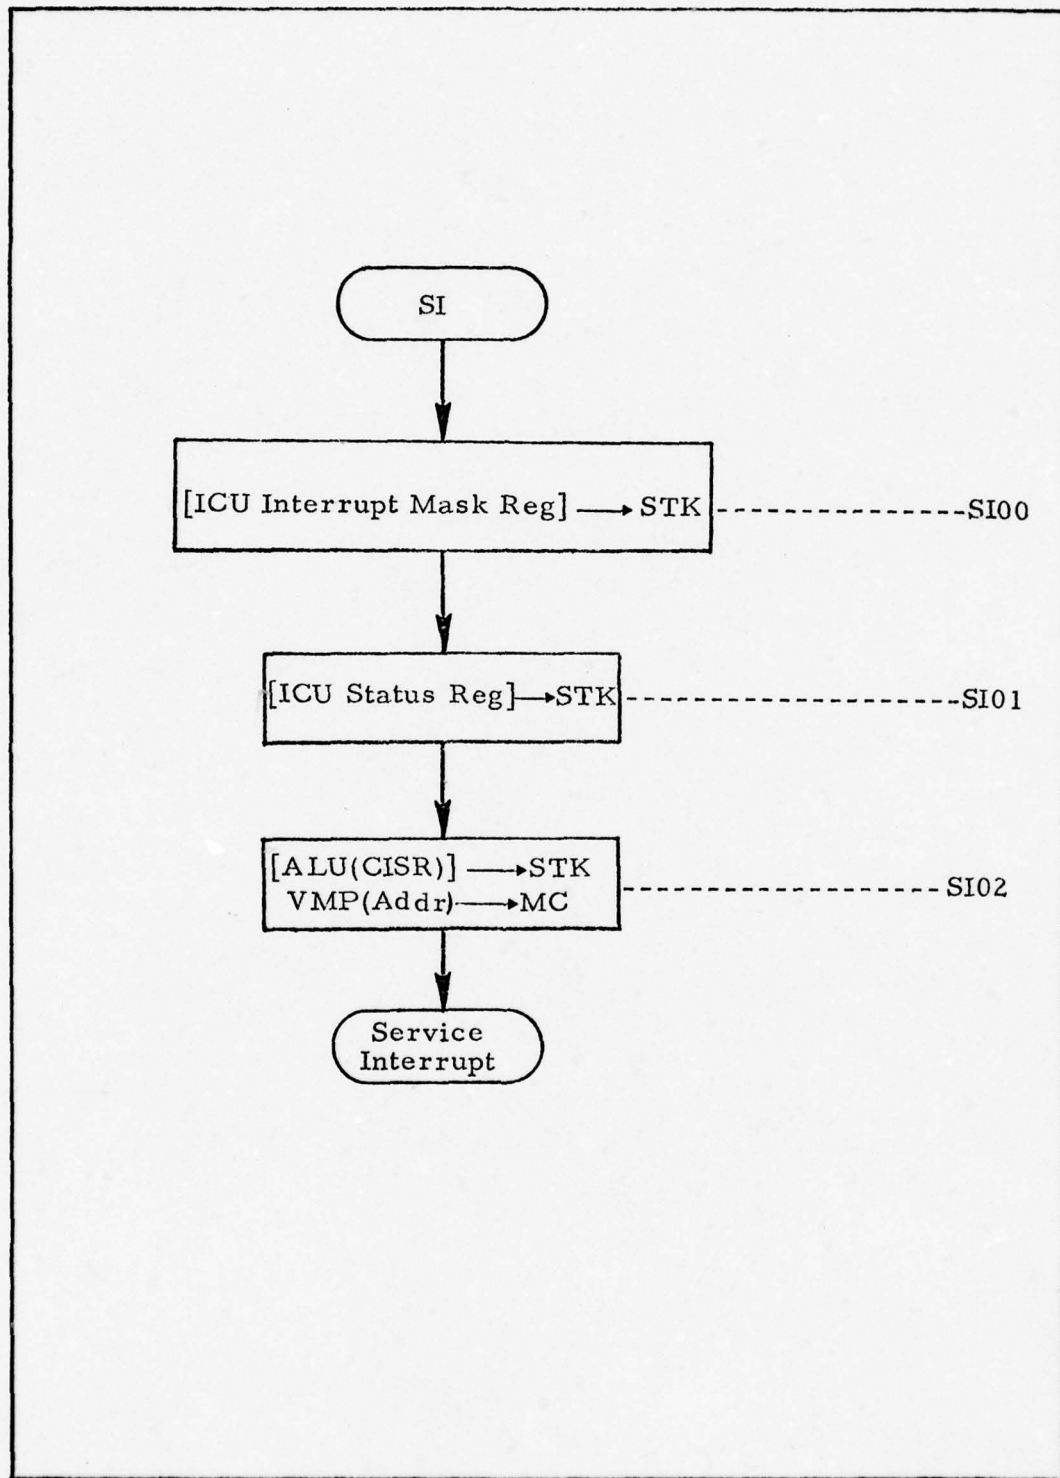 SI
[ICU Interrupt Mask Reg] → STK --------------- SI00
[ICU Status Reg] → STK -------------------- SI01
[ALU(CISR)] → STK
VMP(Addr) → MC
------------------- SI02
Service
Interrupt